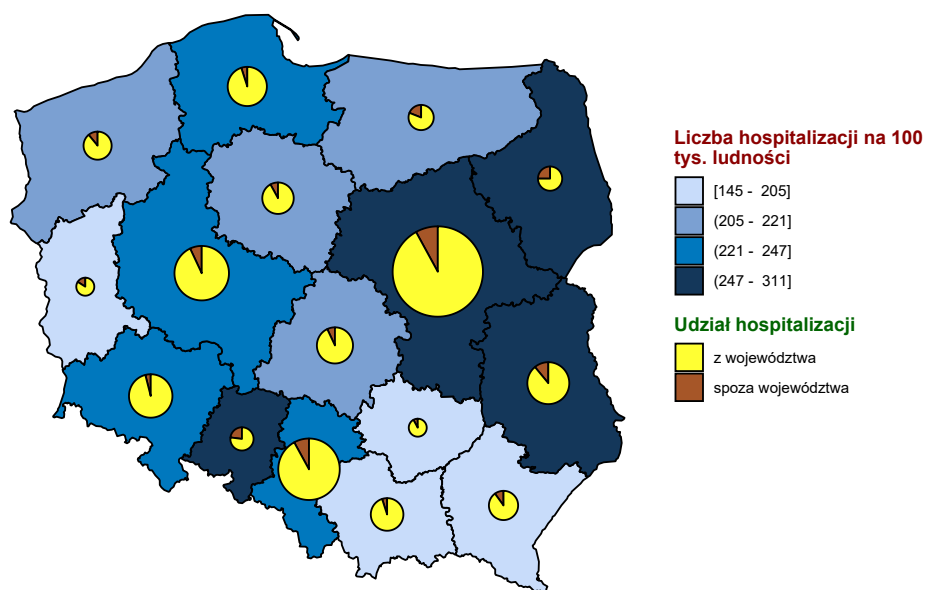 Liczba hospitalizacji na 100
tys. ludności
[145 - 205]
(205 - 221]
(221 - 247]
(247 - 311]
Udział hospitalizacji
z województwa
spoza województwa